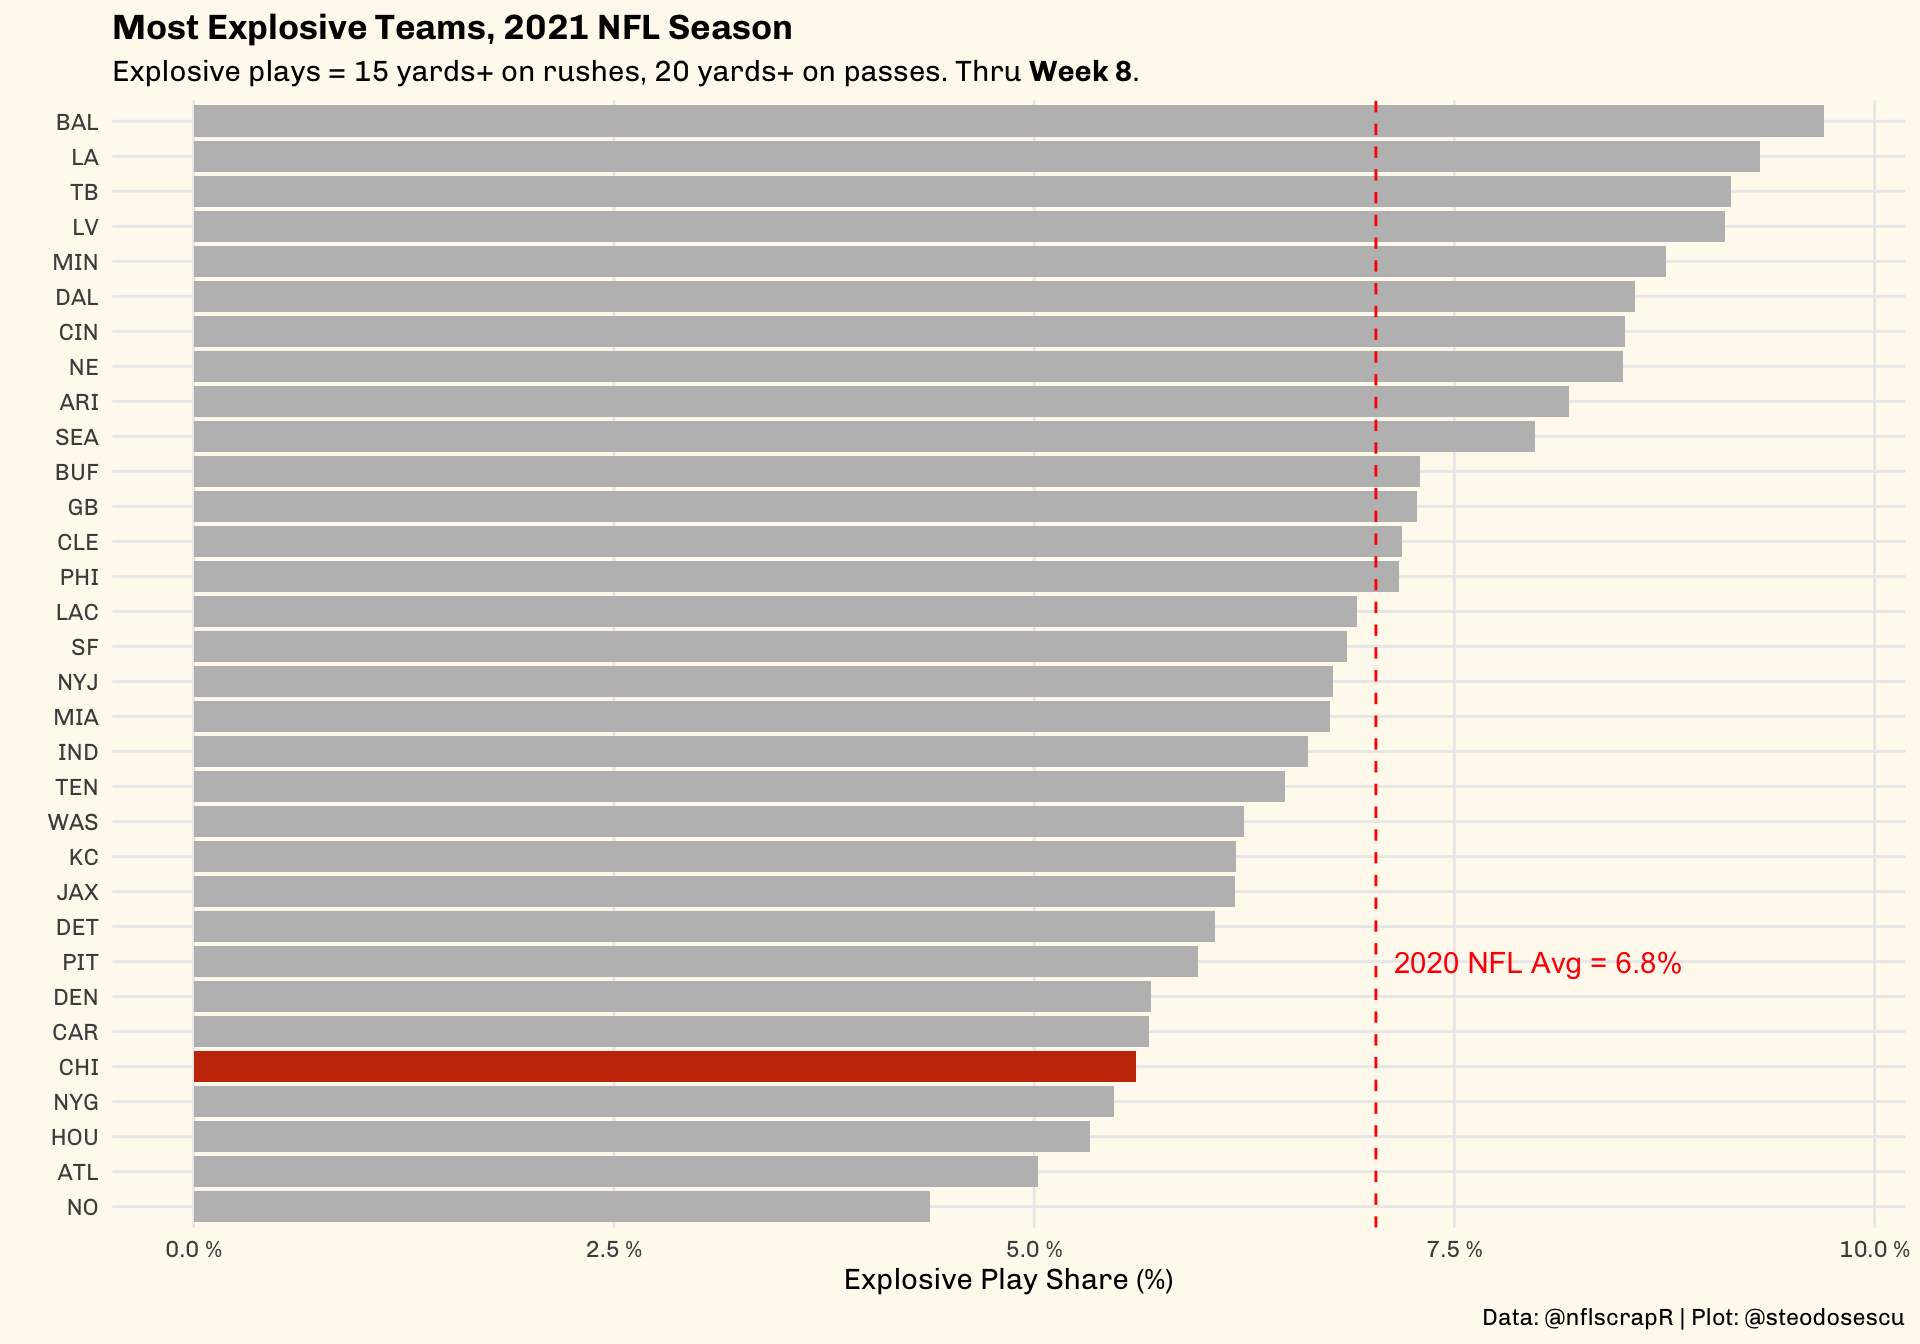 Most Explosive Teams, 2021 NFL Season
Explosive plays = 15 yards+ on rushes, 20 yards+ on passes. Thru Week 8.
BAL
LA
TB
LV
MIN
DAL
CIN
NE
ARI
SEA
BUF
GB
CLE
PHI
LAC
SF
NYJ
MIA
IND
TEN
WAS
KC
JAX
DET
PIT
2020 NFL Avg = 6.8%
DEN
CAR
CHI
NYG
HOU
ATL
NO
0.0 % 2.5 % 5.0 % 7.5 % 10.0 %
Explosive Play Share (%)
Data: @nflscrapR | Plot: @steodosescu